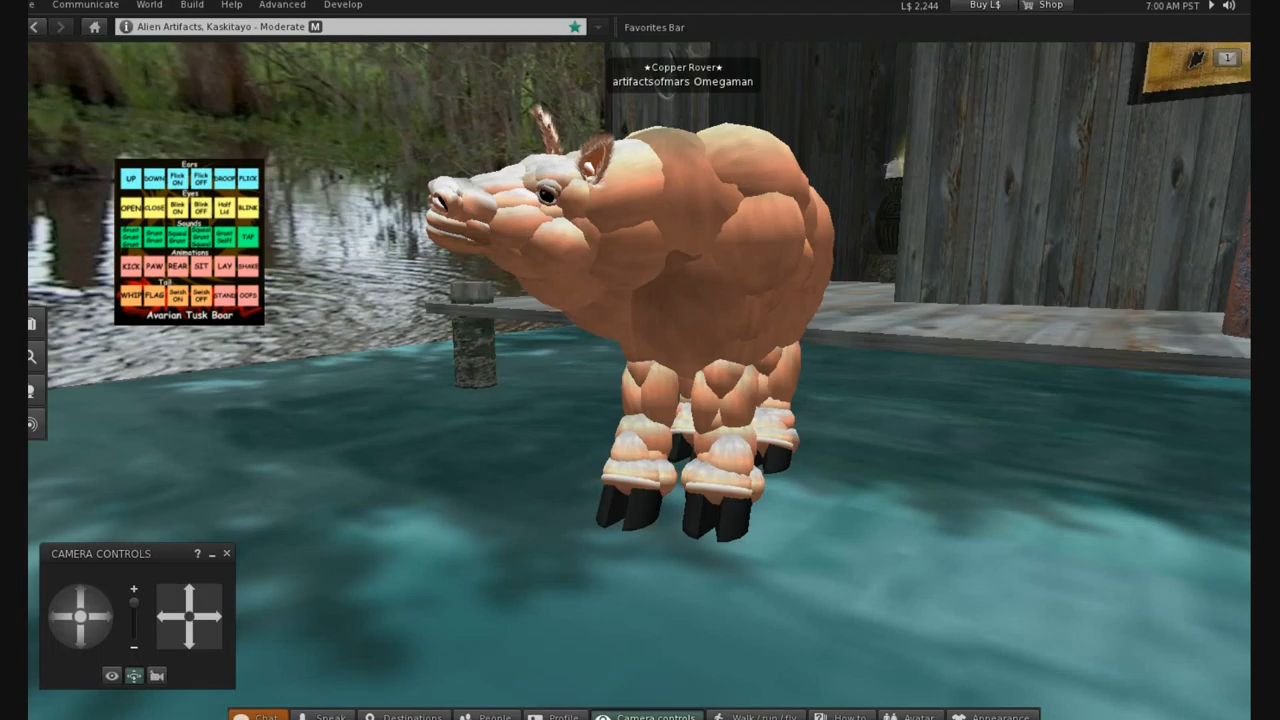 Communicate World Build Help Advanced Develop L$ 2,244 Buy L$ Shop 7:00 AM PST
Alien Artifacts, Kaskitayo - Moderate M Favorites Bar
★Copper Rover★
artifactsofmars Omegaman
1
Ears
UP DOWN Flick ON Flick OFF DROOP FLICK
Eyes
OPEN CLOSE Blink ON Blink OFF Half Lid BLINK
Sounds
TAP
Animations
KICK PAW REAR SIT LAY SHAKE
Tail
WHIP FLAG Swish ON Swish OFF STAND OOFS
Avarian Tusk Boar
CAMERA CONTROLS ? _ ×
+
−
Chat Speak Destinations People Profile Camera controls Walk / run / fly How to Avatar Appearance